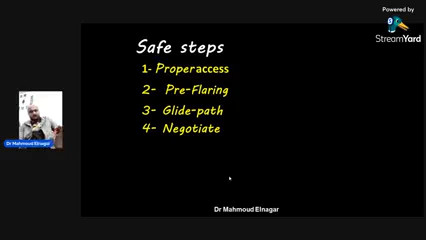 Powered by
StreamYard
Safe steps
1- Proper access
2- Pre-Flaring
3- Glide-path
4- Negotiate
Dr Mahmoud Elnagar
Dr Mahmoud Elnagar